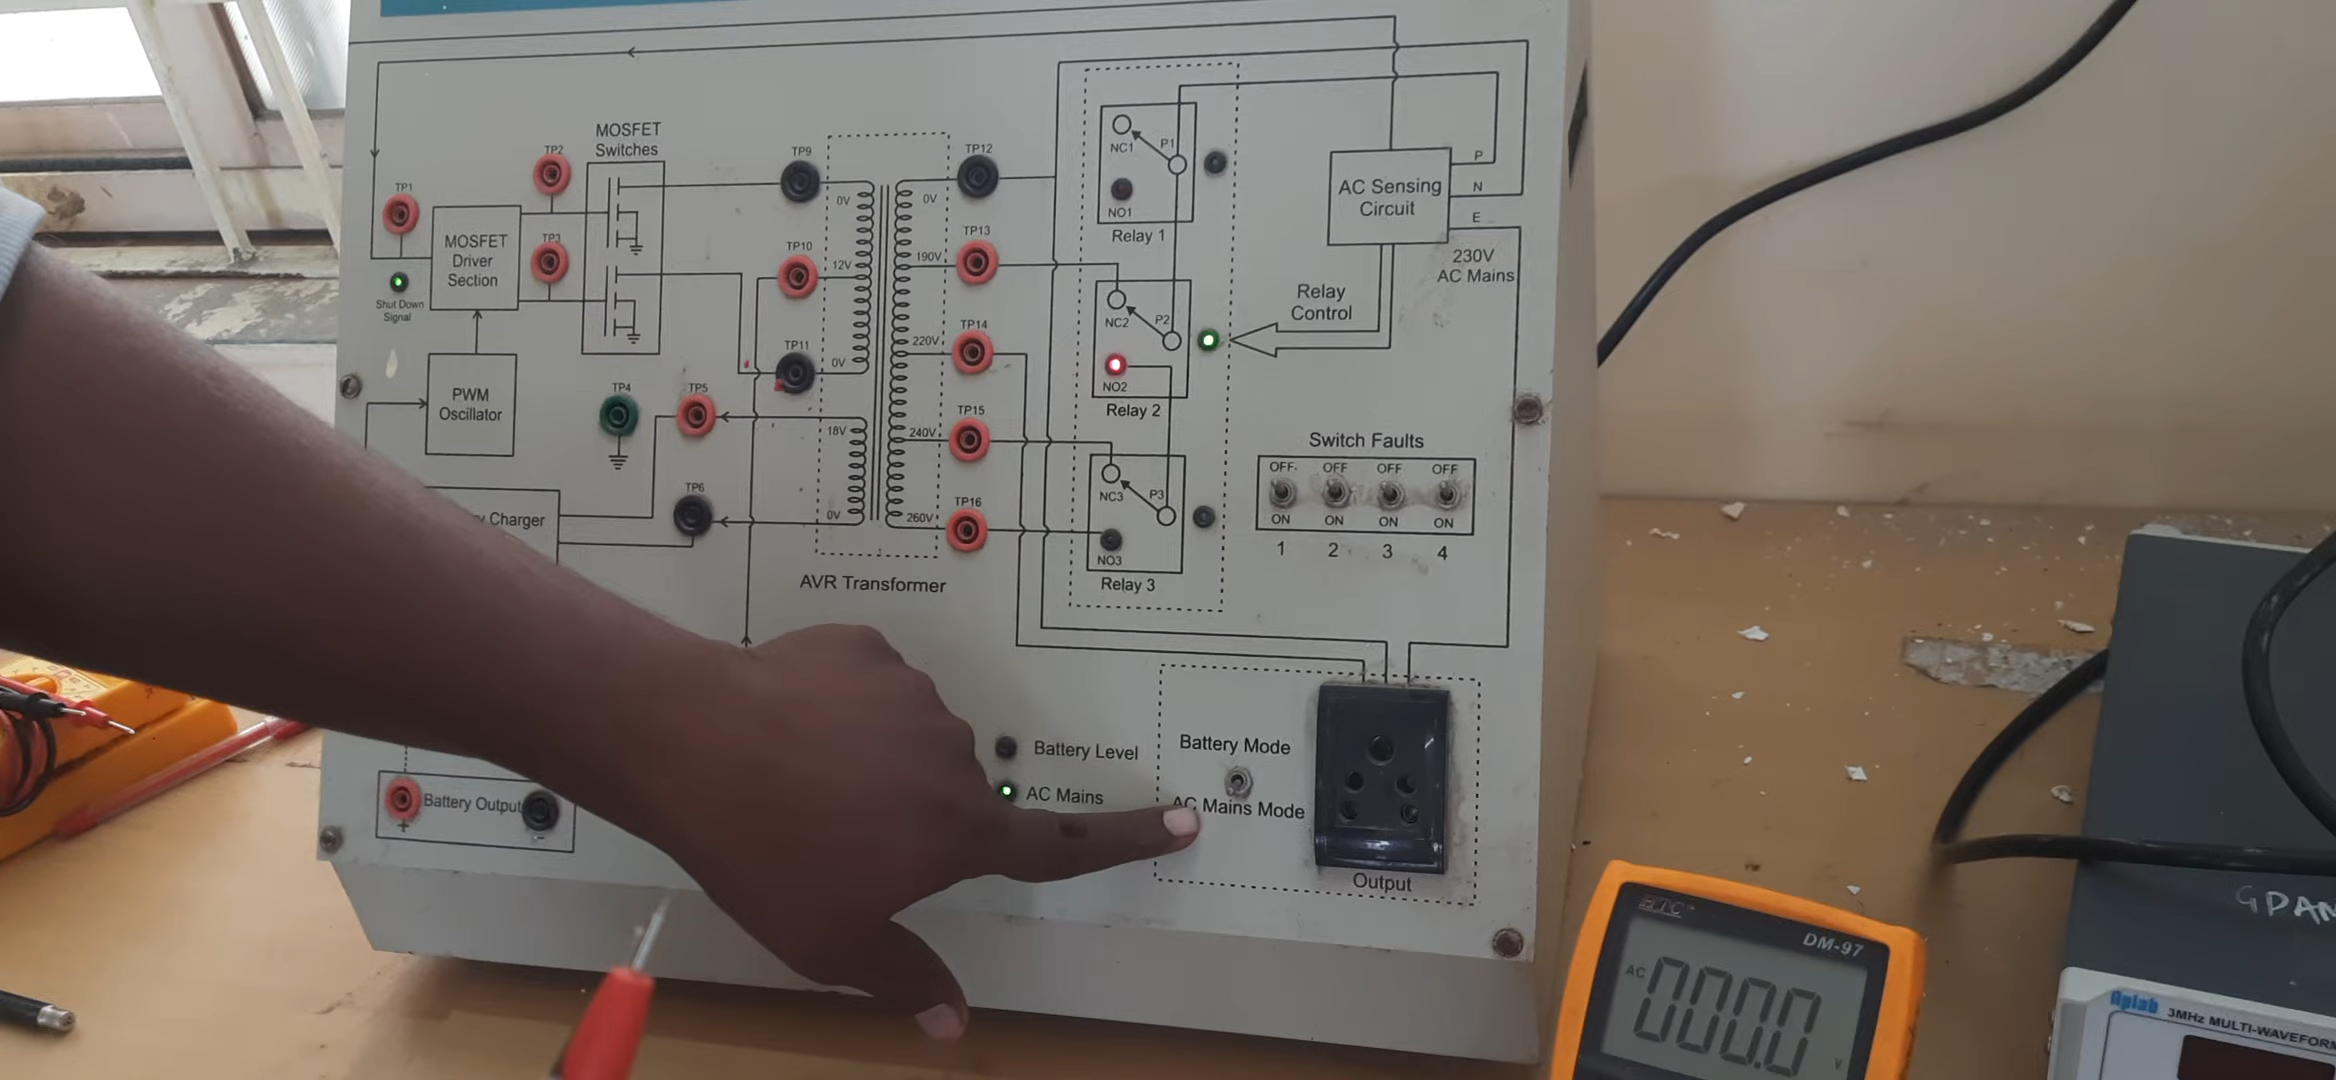 MOSFET
Switches
TP1
TP2
TP3
MOSFET
Driver
Section
Shut Down
Signal
PWM
Oscillator
TP4
TP5
TP6
Charger
Battery Output
+
-
TP9
TP10
TP11
0V
12V
0V
18V
0V
0V
190V
220V
240V
260V
AVR Transformer
TP12
TP13
TP14
TP15
TP16
NC1
P1
NO1
Relay 1
NC2
P2
NO2
Relay 2
NC3
P3
NO3
Relay 3
AC Sensing
Circuit
P
N
E
230V
AC Mains
Relay
Control
Switch Faults
OFF OFF OFF OFF
ON ON ON ON
1 2 3 4
Battery Level
AC Mains
Battery Mode
AC Mains Mode
Output
DM-97
AC
000.0
V
GDAN
Aplab
3MHz MULTI-WAVEFORM